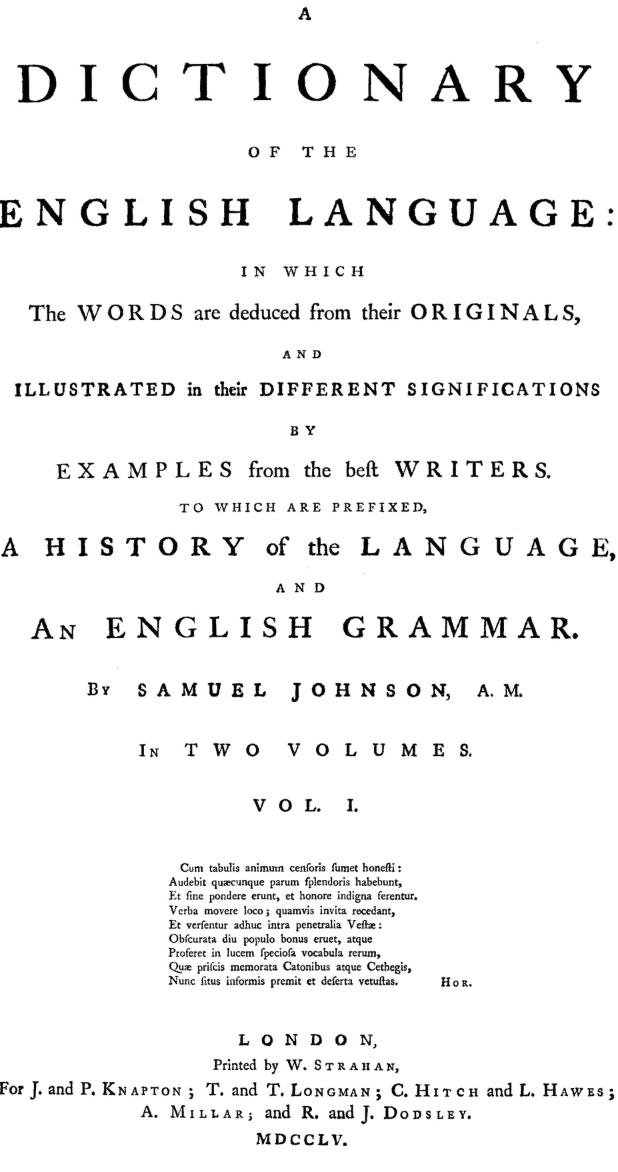 A
DICTIONARY
OF THE
ENGLISH LANGUAGE:
IN WHICH
The WORDS are deduced from their ORIGINALS,
AND
ILLUSTRATED in their DIFFERENT SIGNIFICATIONS
BY
EXAMPLES from the beſt WRITERS.
TO WHICH ARE PREFIXED,
A HISTORY of the LANGUAGE,
AND
AN ENGLISH GRAMMAR.
BY SAMUEL JOHNSON, A. M.
IN TWO VOLUMES.
VOL. I.
Cum tabulis animum cenſoris ſumet honeſti :
Audebit quæcunque parum ſplendoris habebunt,
Et ſine pondere erunt, et honore indigna ferentur.
Verba movere loco ; quamvis invita recedant,
Et verſentur adhuc intra penetralia Veſtæ :
Obſcurata diu populo bonus eruet, atque
Proferet in lucem ſpecioſa vocabula rerum,
Quæ priſcis memorata Catonibus atque Cethegis,
Nunc ſitus informis premit et deſerta vetuſtas. HOR.
LONDON,
Printed by W. STRAHAN,
For J. and P. KNAPTON ; T. and T. LONGMAN ; C. HITCH and L. HAWES ;
A. MILLAR ; and R. and J. DODSLEY.
MDCCLV.